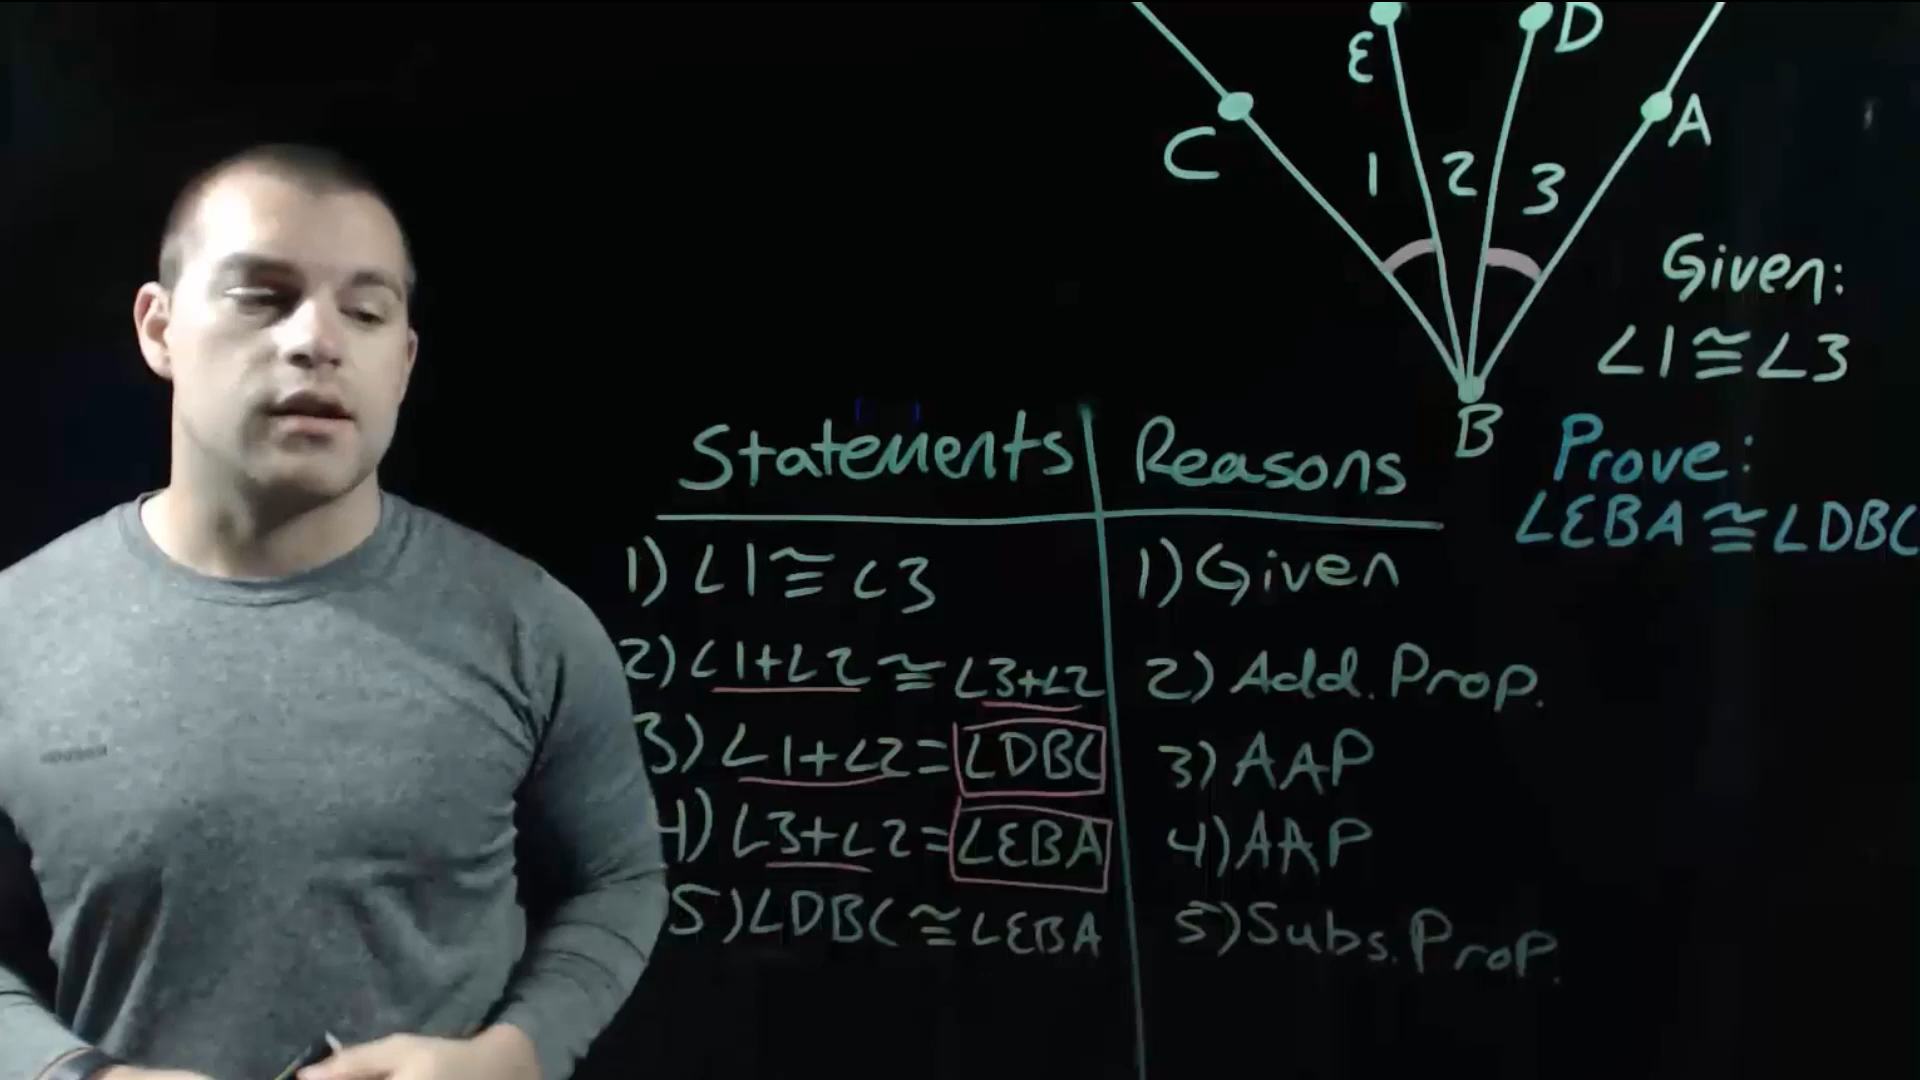 E
D
C
A
1 2 3
B
Given:
∠1≅∠3
Prove:
∠EBA≅∠DBC
Statements Reasons
1) ∠1≅∠3 1) Given
2) ∠1+∠2≅∠3+∠2 2) Add. Prop.
3) ∠1+∠2=∠DBC 3) AAP
4) ∠3+∠2=∠EBA 4) AAP
5) ∠DBC≅∠EBA 5) Subs. Prop.